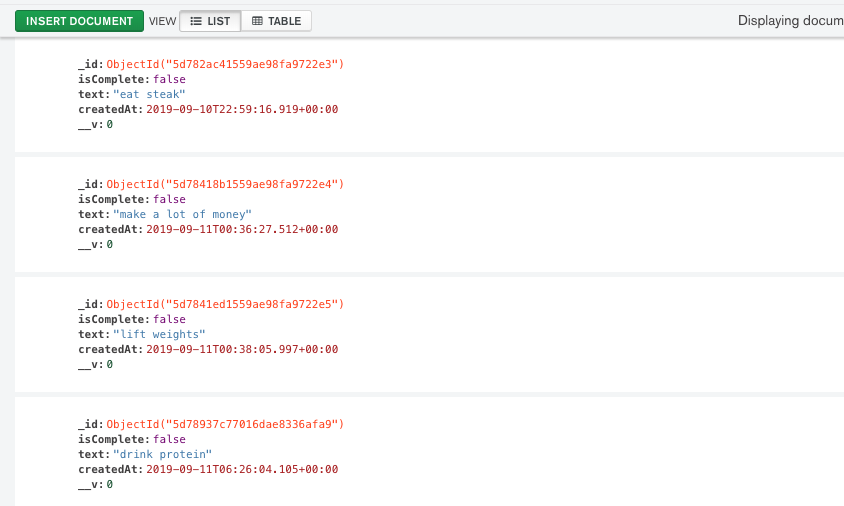 INSERT DOCUMENT VIEW LIST TABLE Displaying docum
_id: ObjectId("5d782ac41559ae98fa9722e3")
isComplete: false
text: "eat steak"
createdAt: 2019-09-10T22:59:16.919+00:00
__v: 0
_id: ObjectId("5d78418b1559ae98fa9722e4")
isComplete: false
text: "make a lot of money"
createdAt: 2019-09-11T00:36:27.512+00:00
__v: 0
_id: ObjectId("5d7841ed1559ae98fa9722e5")
isComplete: false
text: "lift weights"
createdAt: 2019-09-11T00:38:05.997+00:00
__v: 0
_id: ObjectId("5d78937c77016dae8336afa9")
isComplete: false
text: "drink protein"
createdAt: 2019-09-11T06:26:04.105+00:00
__v: 0